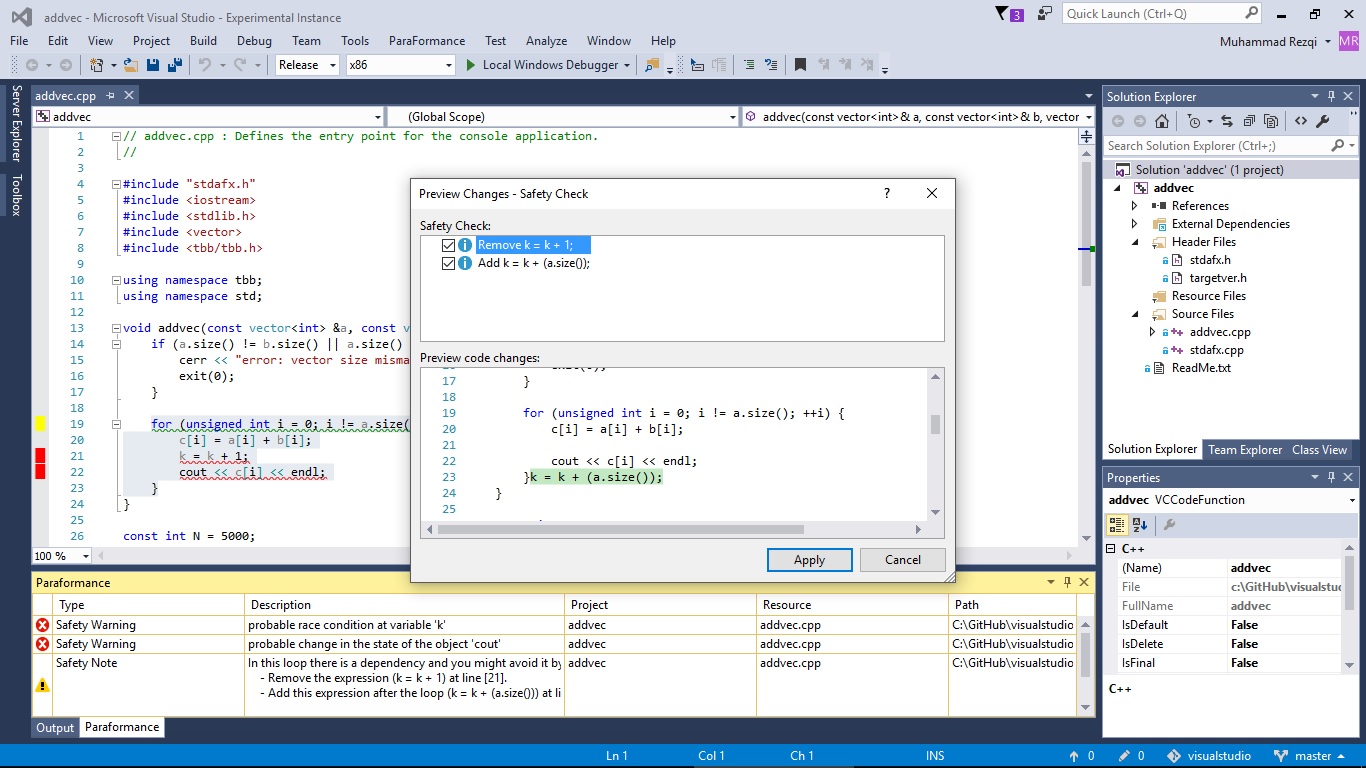 addvec - Microsoft Visual Studio - Experimental Instance
3
Quick Launch (Ctrl+Q)
File Edit View Project Build Debug Team Tools ParaFormance Test Analyze Window Help
Muhammad Rezqi MR
Release x86 Local Windows Debugger
Server Explorer
Toolbox
addvec.cpp
addvec (Global Scope) addvec(const vector<int>& a, const vector<int>& b, vector
1 // addvec.cpp : Defines the entry point for the console application.
2 //
3
4 #include "stdafx.h"
5 #include <iostream>
6 #include <stdlib.h>
7 #include <vector>
8 #include <tbb/tbb.h>
9
10 using namespace tbb;
11 using namespace std;
12
13 void addvec(const vector<int> &a, const v
14 if (a.size() != b.size() || a.size()
15 cerr << "error: vector size misma
16 exit(0);
17 }
18
19 for (unsigned int i = 0; i != a.size(
20 c[i] = a[i] + b[i];
21 k = k + 1;
22 cout << c[i] << endl;
23 }
24 }
25
26 const int N = 5000;
100 %
Preview Changes - Safety Check
?
Safety Check:
Remove k = k + 1;
Add k = k + (a.size());
Preview code changes:
17 }
18
19 for (unsigned int i = 0; i != a.size(); ++i) {
20 c[i] = a[i] + b[i];
21
22 cout << c[i] << endl;
23 }k = k + (a.size());
24 }
25
Apply Cancel
Solution Explorer
Search Solution Explorer (Ctrl+;)
Solution 'addvec' (1 project)
addvec
References
External Dependencies
Header Files
stdafx.h
targetver.h
Resource Files
Source Files
addvec.cpp
stdafx.cpp
ReadMe.txt
Solution Explorer Team Explorer Class View
Properties
addvec VCCodeFunction
C++
(Name) addvec
File c:\GitHub\visualstu
FullName addvec
IsDefault False
IsDelete False
IsFinal False
C++
Paraformance
Type Description Project Resource Path
Safety Warning probable race condition at variable 'k' addvec addvec.cpp C:\GitHub\visualstudio
Safety Warning probable change in the state of the object 'cout' addvec addvec.cpp C:\GitHub\visualstudio
Safety Note In this loop there is a dependency and you might avoid it by addvec addvec.cpp C:\GitHub\visualstudio
- Remove the expression (k = k + 1) at line [21].
- Add this expression after the loop (k = k + (a.size())) at li
Output Paraformance
Ln 1 Col 1 Ch 1 INS 0 0 visualstudio master